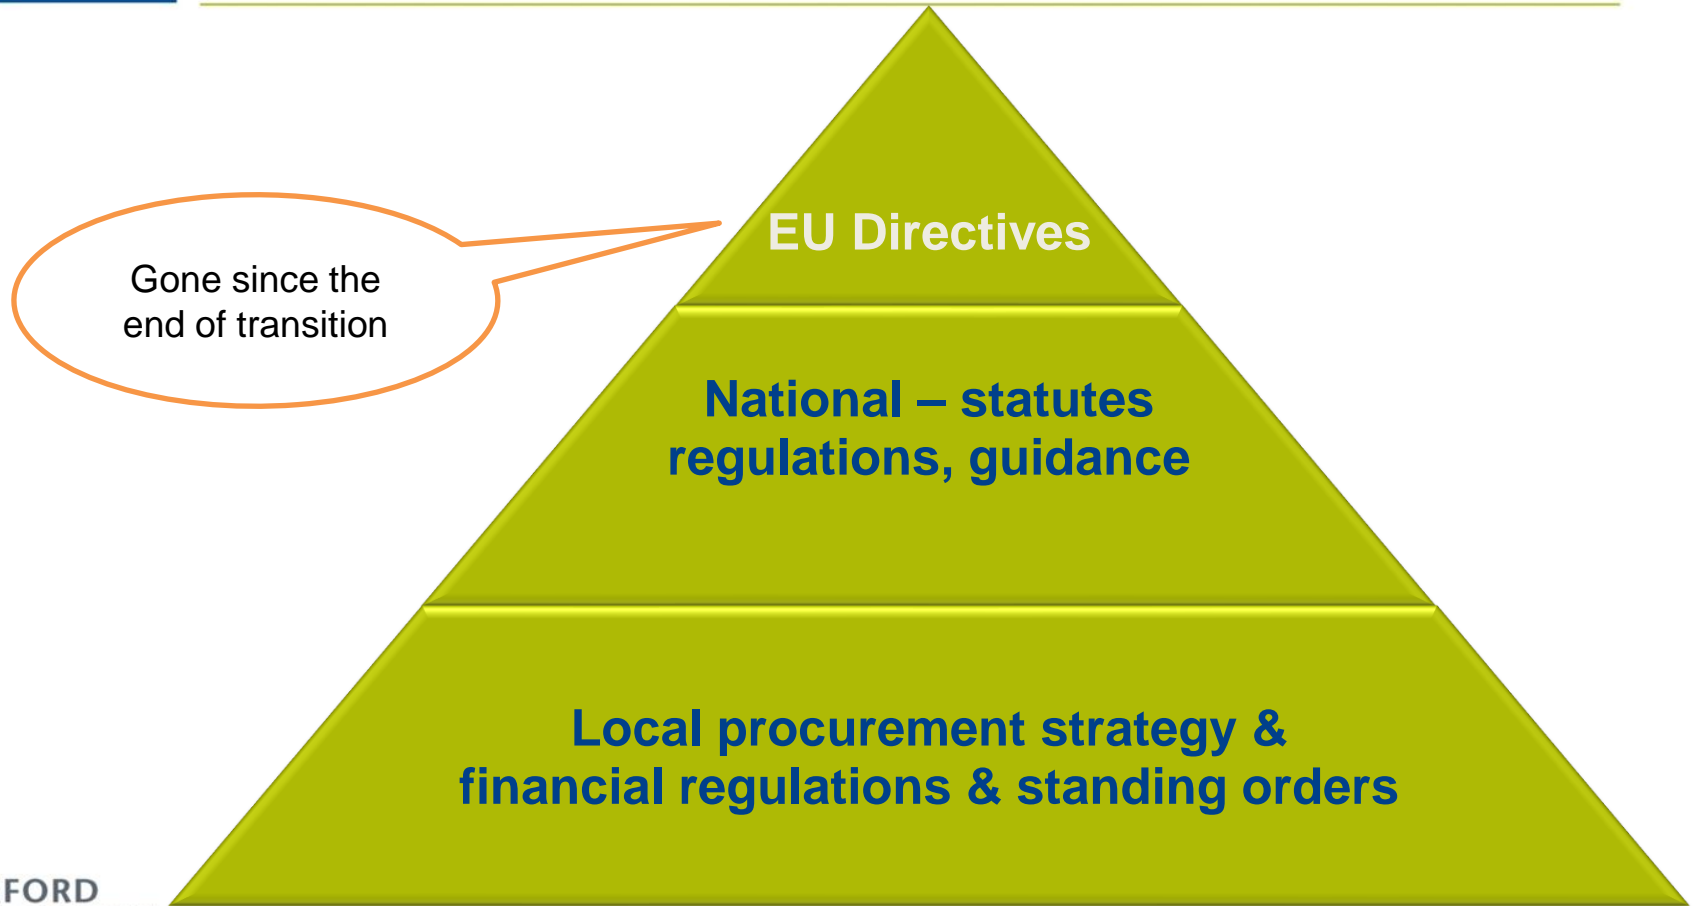 EU Directives
Gone since the
end of transition
National – statutes
regulations, guidance
Local procurement strategy &
financial regulations & standing orders
FORD